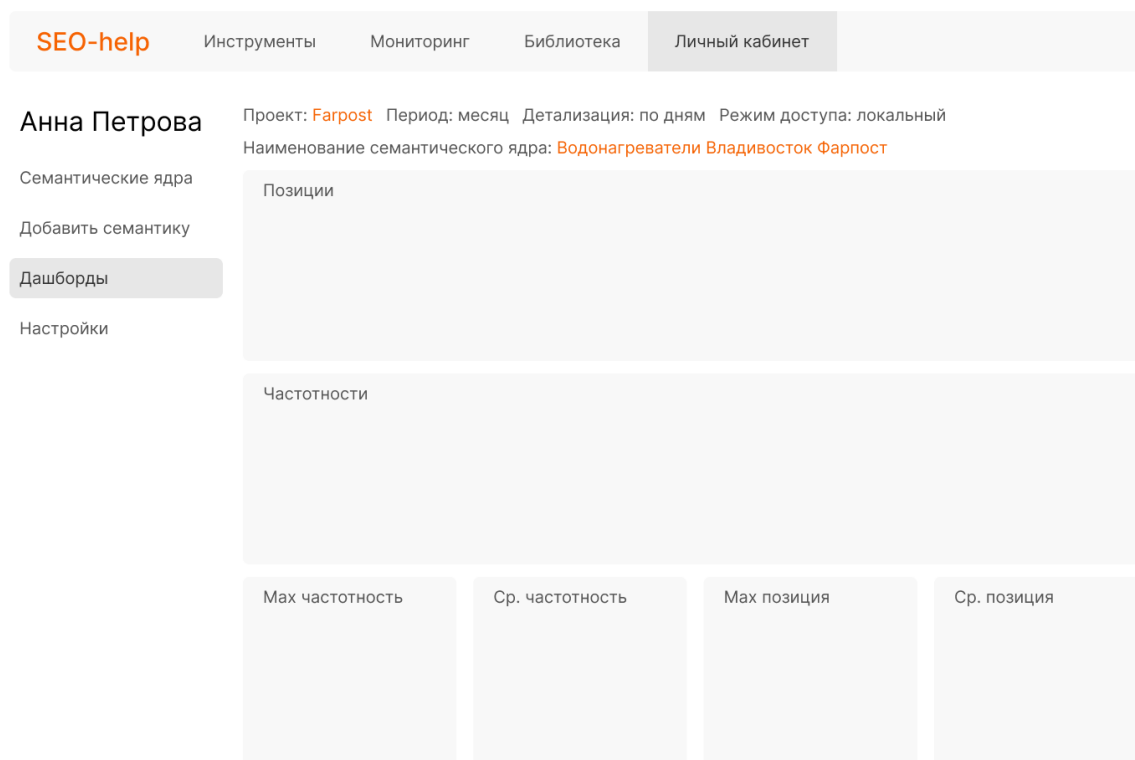 SEO-help Инструменты Мониторинг Библиотека Личный кабинет
Анна Петрова
Семантические ядра
Добавить семантику
Дашборды
Настройки
Проект: Farpost Период: месяц Детализация: по дням Режим доступа: локальный
Наименование семантического ядра: Водонагреватели Владивосток Фарпост
Позиции
Частотности
Max частотность
Ср. частотность
Max позиция
Ср. позиция